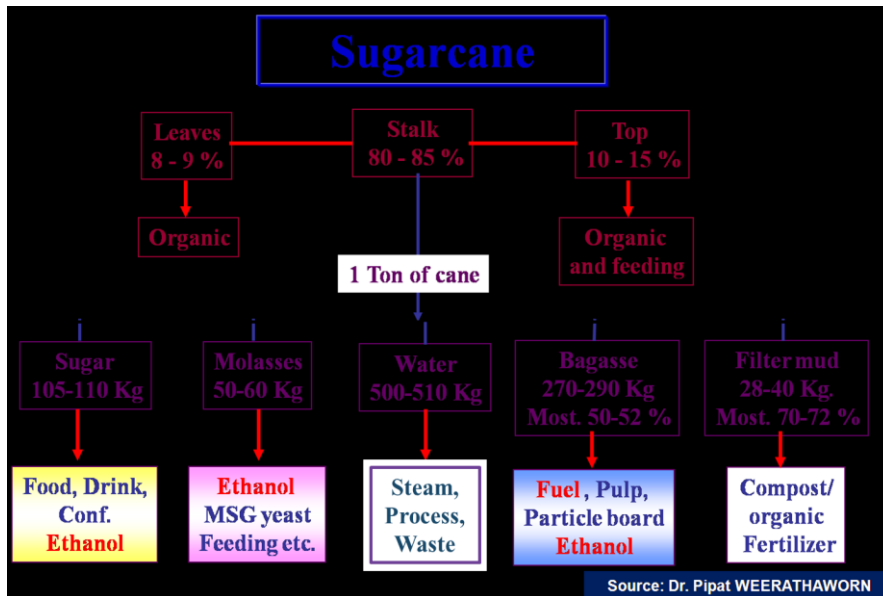 Sugarcane
Leaves
8 - 9 %
Stalk
80 - 85 %
Top
10 - 15 %
Organic
Organic
and feeding
1 Ton of cane
Sugar
105-110 Kg
Molasses
50-60 Kg
Water
500-510 Kg
Bagasse
270-290 Kg
Most. 50-52 %
Filter mud
28-40 Kg.
Most. 70-72 %
Food, Drink,
Conf.
Ethanol
Ethanol
MSG yeast
Feeding etc.
Steam,
Process,
Waste
Fuel , Pulp,
Particle board
Ethanol
Compost/
organic
Fertilizer
Source: Dr. Pipat WEERATHAWORN